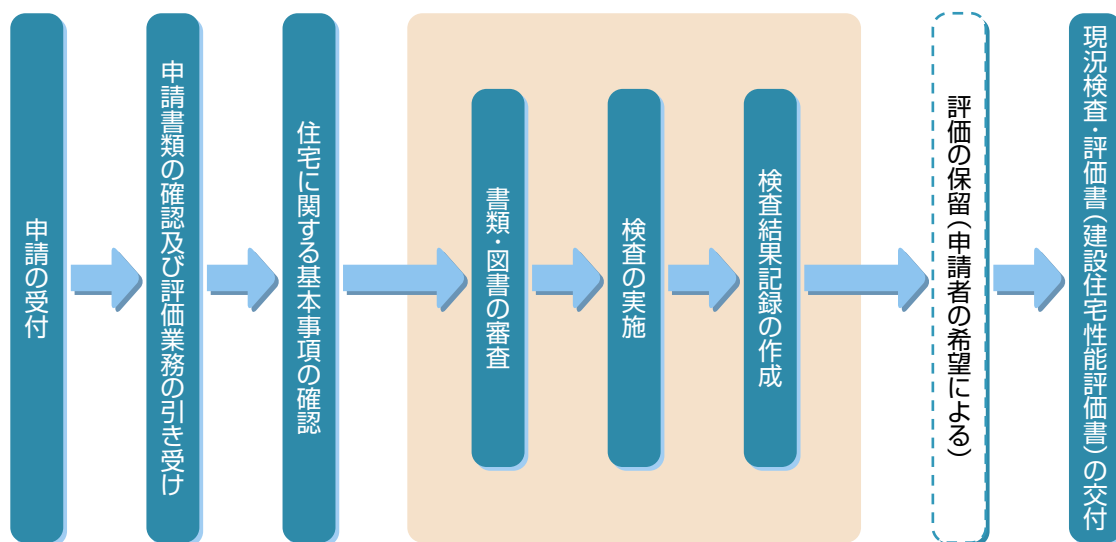 申請の受付
申請書類の確認及び評価業務の引き受け
住宅に関する基本事項の確認
書類・図書の審査
検査の実施
検査結果記録の作成
評価の保留(申請者の希望による)
現況検査・評価書(建設住宅性能評価書)の交付